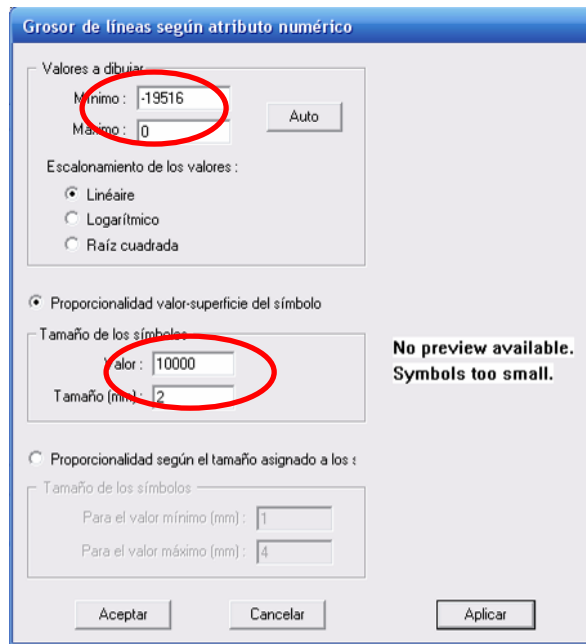 Grosor de líneas según atributo numérico
Valores a dibujar
Mínimo : -19516
Máximo : 0
Auto
Escalonamiento de los valores :
Linéaire
Logarítmico
Raíz cuadrada
Proporcionalidad valor-superficie del símbolo
Tamaño de los símbolos
Valor : 10000
Tamaño (mm) : 2
No preview available.
Symbols too small.
Proporcionalidad según el tamaño asignado a los s
Tamaño de los símbolos
Para el valor mínimo (mm) : 1
Para el valor máximo (mm) : 4
Aceptar
Cancelar
Aplicar